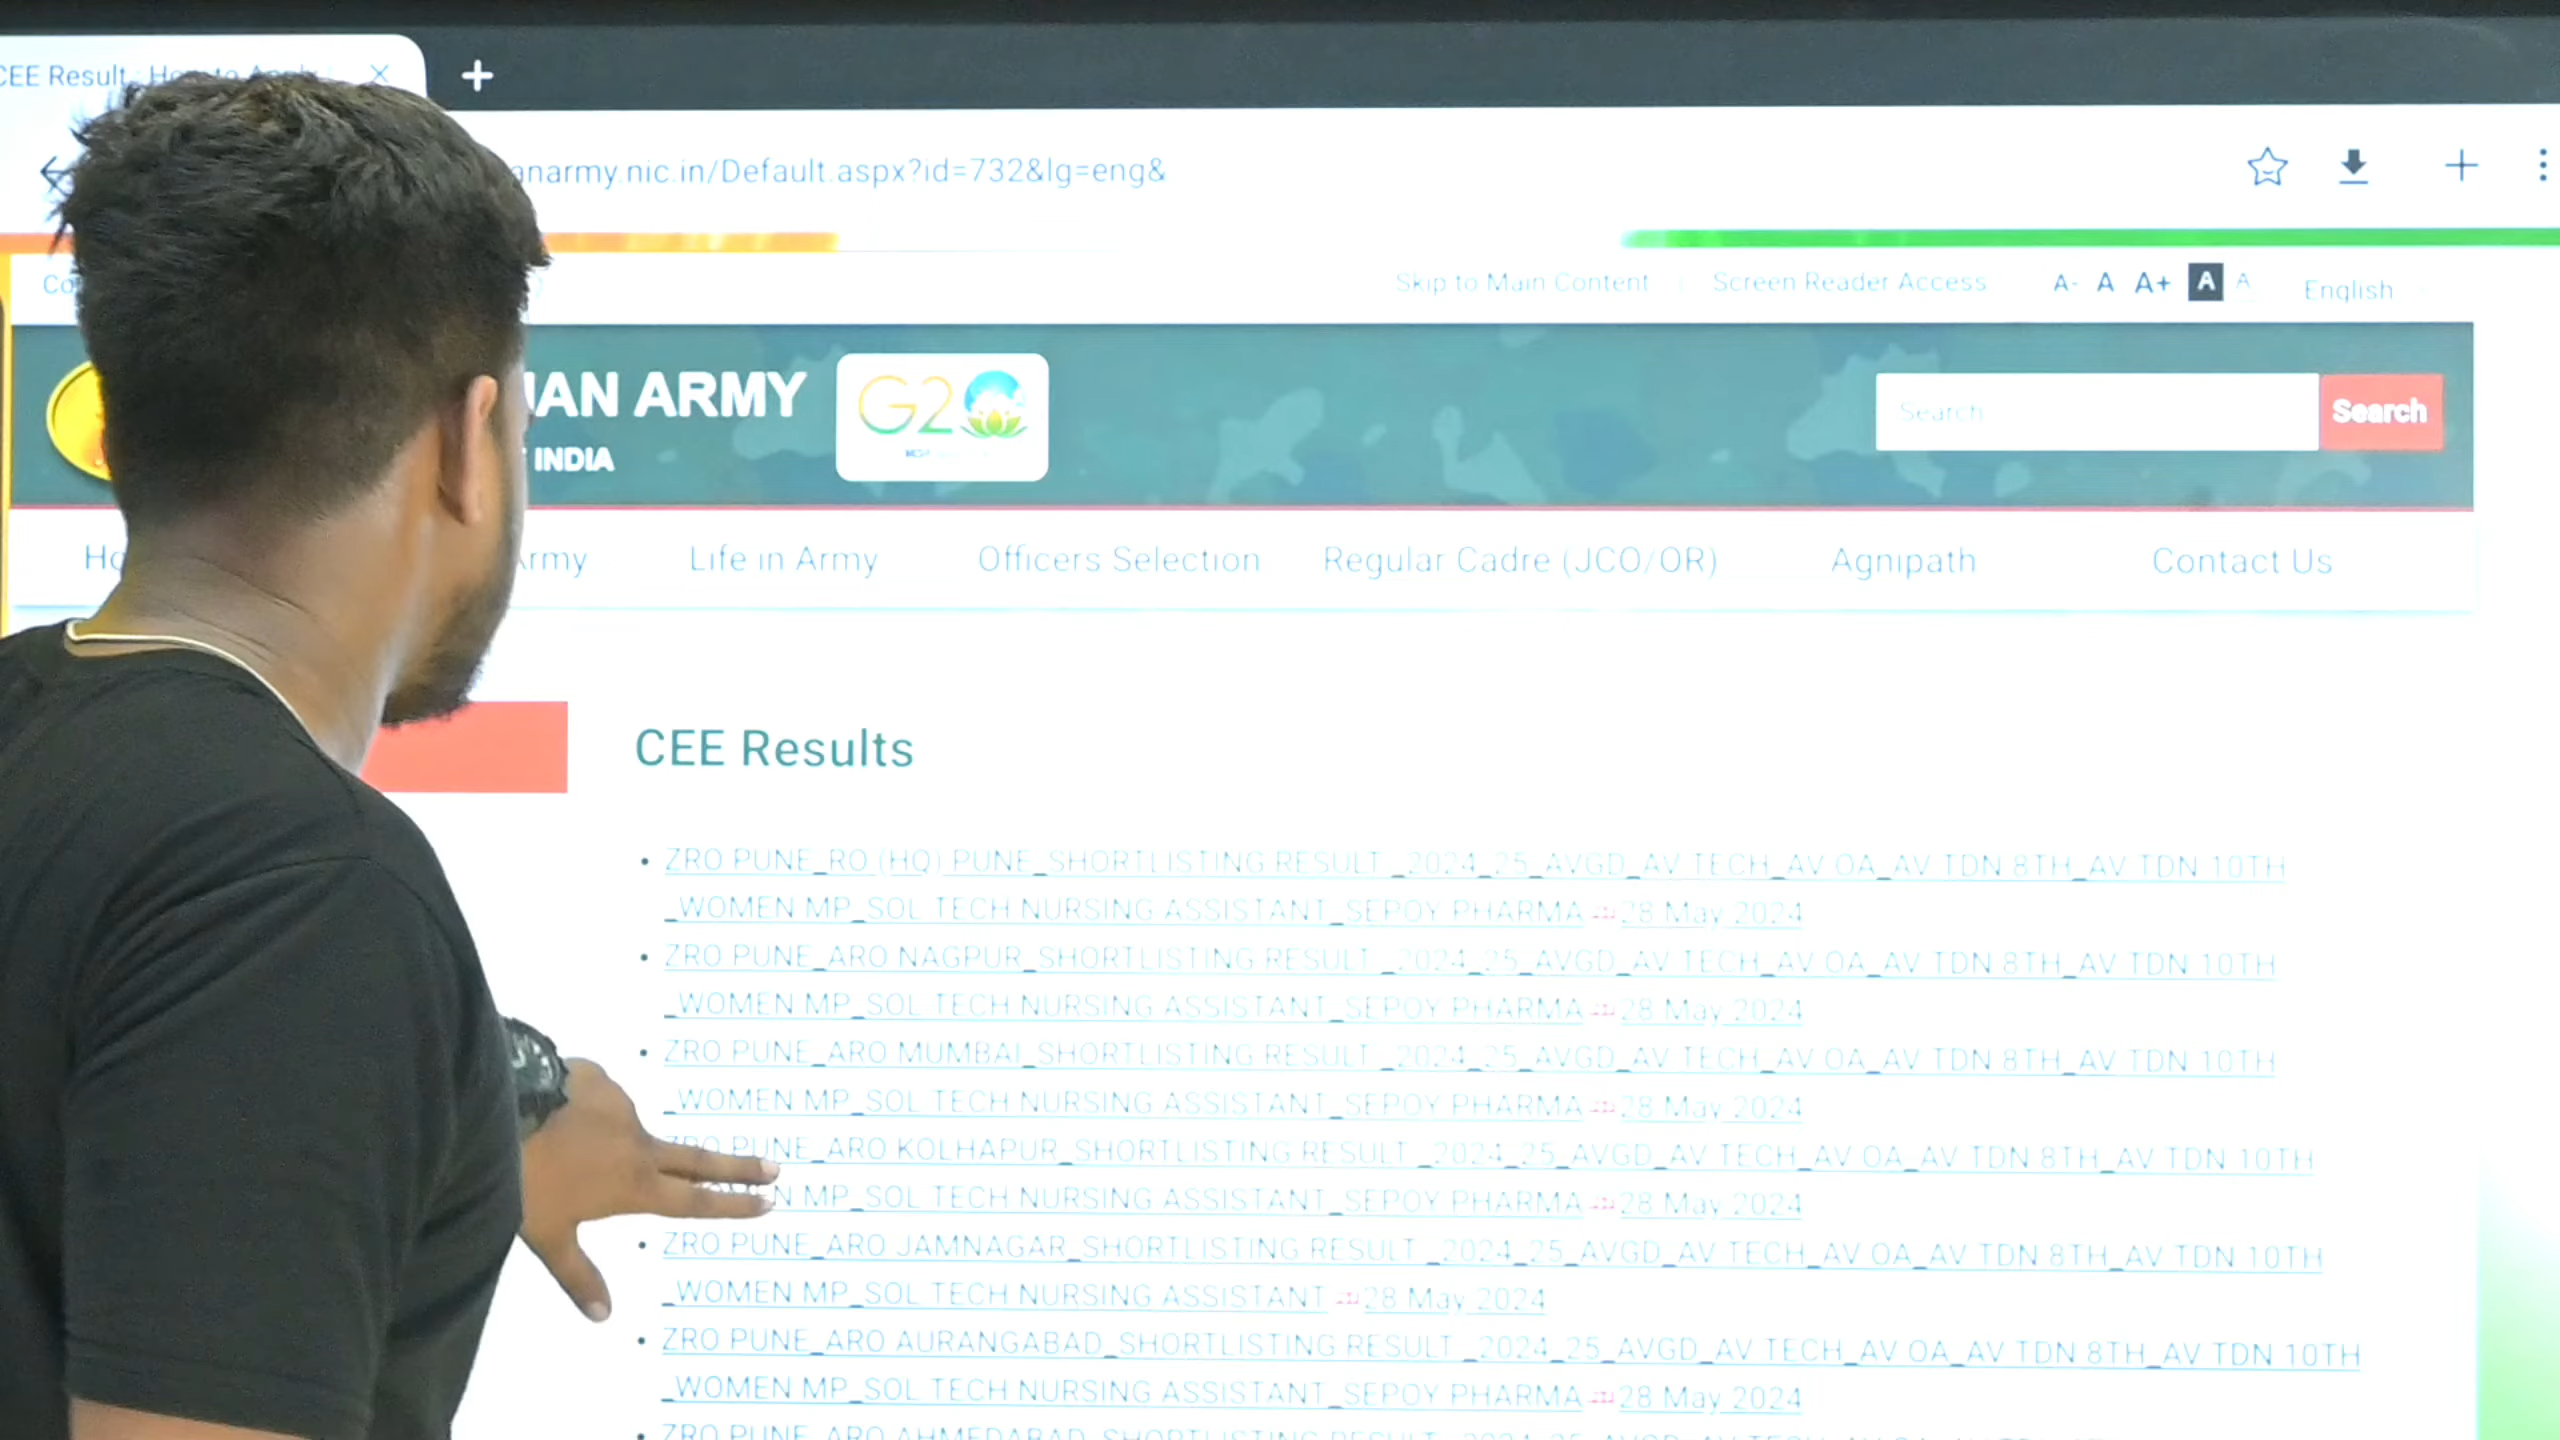 CEE Result
anarmy.nic.in/Default.aspx?id=732&lg=eng&
Skip to Main Content
Screen Reader Access
A- A A+ A A
English
IAN ARMY
INDIA
G20
Search
Search
Army
Life in Army
Officers Selection
Regular Cadre (JCO/OR)
Agnipath
Contact Us
CEE Results
ZRO PUNE_RO (HQ) PUNE_SHORTLISTING RESULT _2024_25_AVGD_AV TECH_AV OA_AV TDN 8TH_AV TDN 10TH
_WOMEN MP_SOL TECH NURSING ASSISTANT_SEPOY PHARMA 28 May 2024
ZRO PUNE_ARO NAGPUR_SHORTLISTING RESULT _2024_25_AVGD_AV TECH_AV OA_AV TDN 8TH_AV TDN 10TH
_WOMEN MP_SOL TECH NURSING ASSISTANT_SEPOY PHARMA 28 May 2024
ZRO PUNE_ARO MUMBAI_SHORTLISTING RESULT _2024_25_AVGD_AV TECH_AV OA_AV TDN 8TH_AV TDN 10TH
_WOMEN MP_SOL TECH NURSING ASSISTANT_SEPOY PHARMA 28 May 2024
ZRO PUNE_ARO KOLHAPUR_SHORTLISTING RESULT _2024_25_AVGD_AV TECH_AV OA_AV TDN 8TH_AV TDN 10TH
N MP_SOL TECH NURSING ASSISTANT_SEPOY PHARMA 28 May 2024
ZRO PUNE_ARO JAMNAGAR_SHORTLISTING RESULT _2024_25_AVGD_AV TECH_AV OA_AV TDN 8TH_AV TDN 10TH
_WOMEN MP_SOL TECH NURSING ASSISTANT 28 May 2024
ZRO PUNE_ARO AURANGABAD_SHORTLISTING RESULT _2024_25_AVGD_AV TECH_AV OA_AV TDN 8TH_AV TDN 10TH
_WOMEN MP_SOL TECH NURSING ASSISTANT_SEPOY PHARMA 28 May 2024
ZRO PUNE_ARO AHMEDABAD_SHORTLISTING RESULT